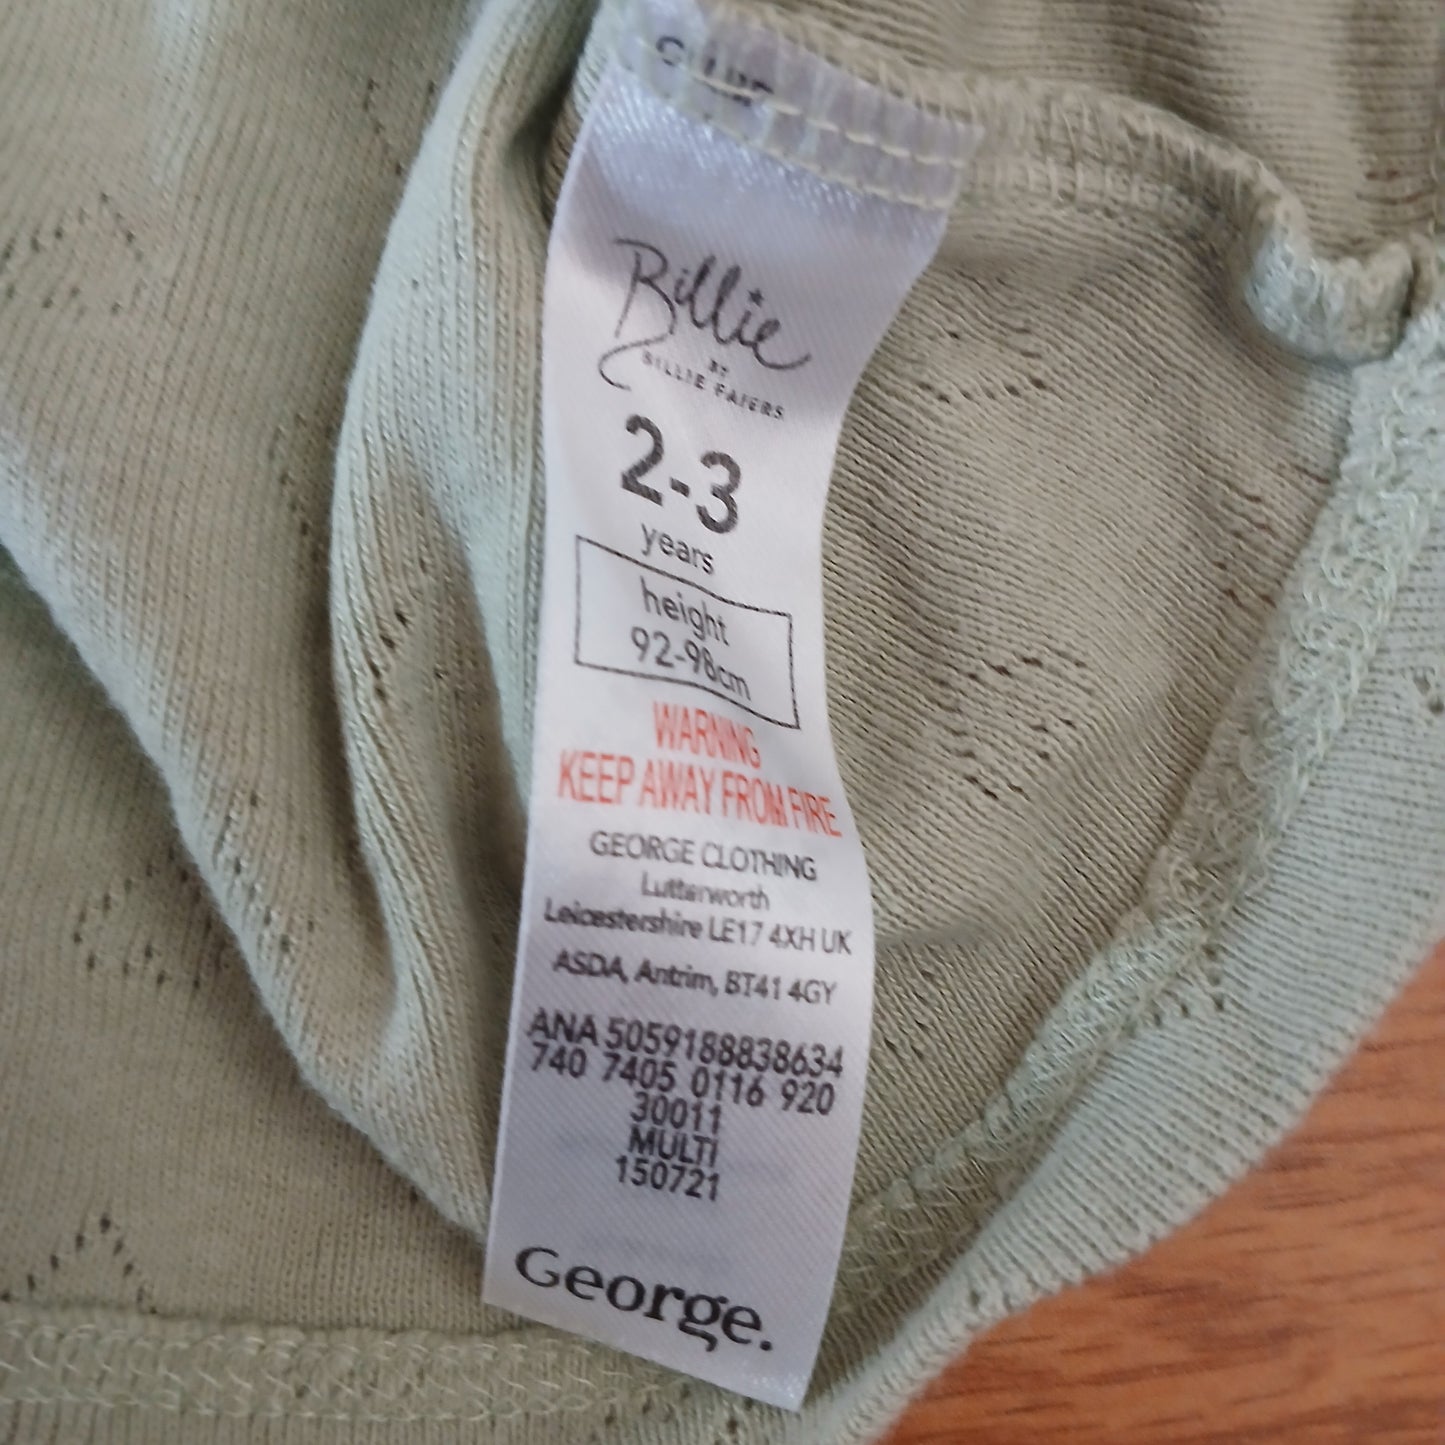 Billie
BY
BILLIE FAIERS
2-3
years
height
92-98cm
WARNING
KEEP AWAY FROM FIRE
GEORGE CLOTHING
Lutterworth
Leicestershire LE17 4XH UK
ASDA, Antrim, BT41 4GY
ANA 5059188838634
740 7405 0116 920
30011
MULTI
150721
George.